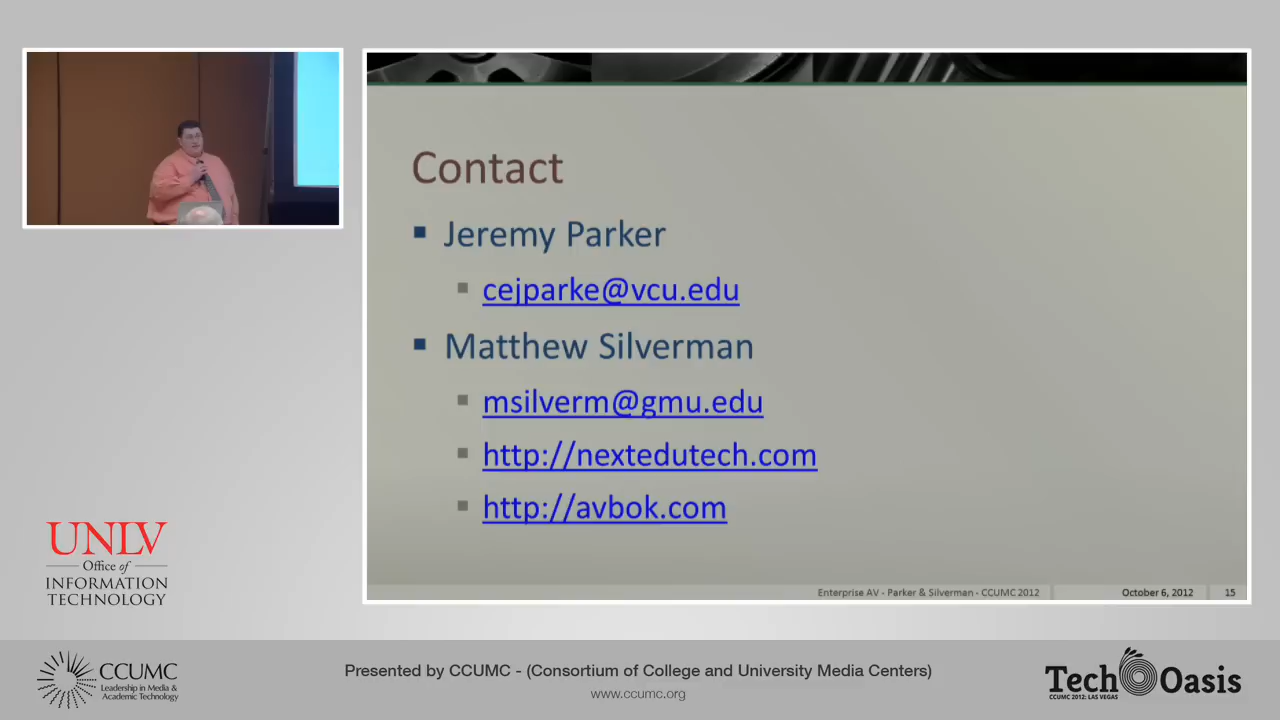 Contact
Jeremy Parker
cejparke@vcu.edu
Matthew Silverman
msilverm@gmu.edu
http://nextedutech.com
http://avbok.com
Enterprise AV - Parker & Silverman - CCUMC 2012
October 6, 2012
15
UNLV
Office of
INFORMATION
TECHNOLOGY
CCUMC
Leadership in Media &
Academic Technology
Presented by CCUMC - (Consortium of College and University Media Centers)
www.ccumc.org
Tech Oasis
CCUMC 2012: LAS VEGAS